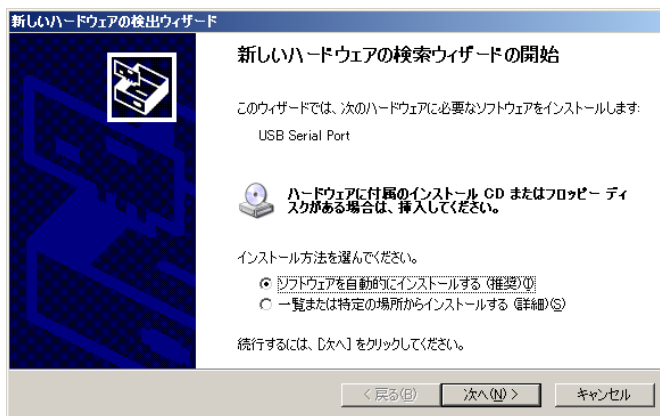 新しいハードウェアの検出ウィザード
新しいハードウェアの検索ウィザードの開始
このウィザードでは、次のハードウェアに必要なソフトウェアをインストールします:
USB Serial Port
ハードウェアに付属のインストール CD またはフロッピー ディ
スクがある場合は、挿入してください。
インストール方法を選んでください。
ソフトウェアを自動的にインストールする (推奨)(I)
一覧または特定の場所からインストールする (詳細)(S)
続行するには、[次へ] をクリックしてください。
< 戻る(B) 次へ(N) > キャンセル